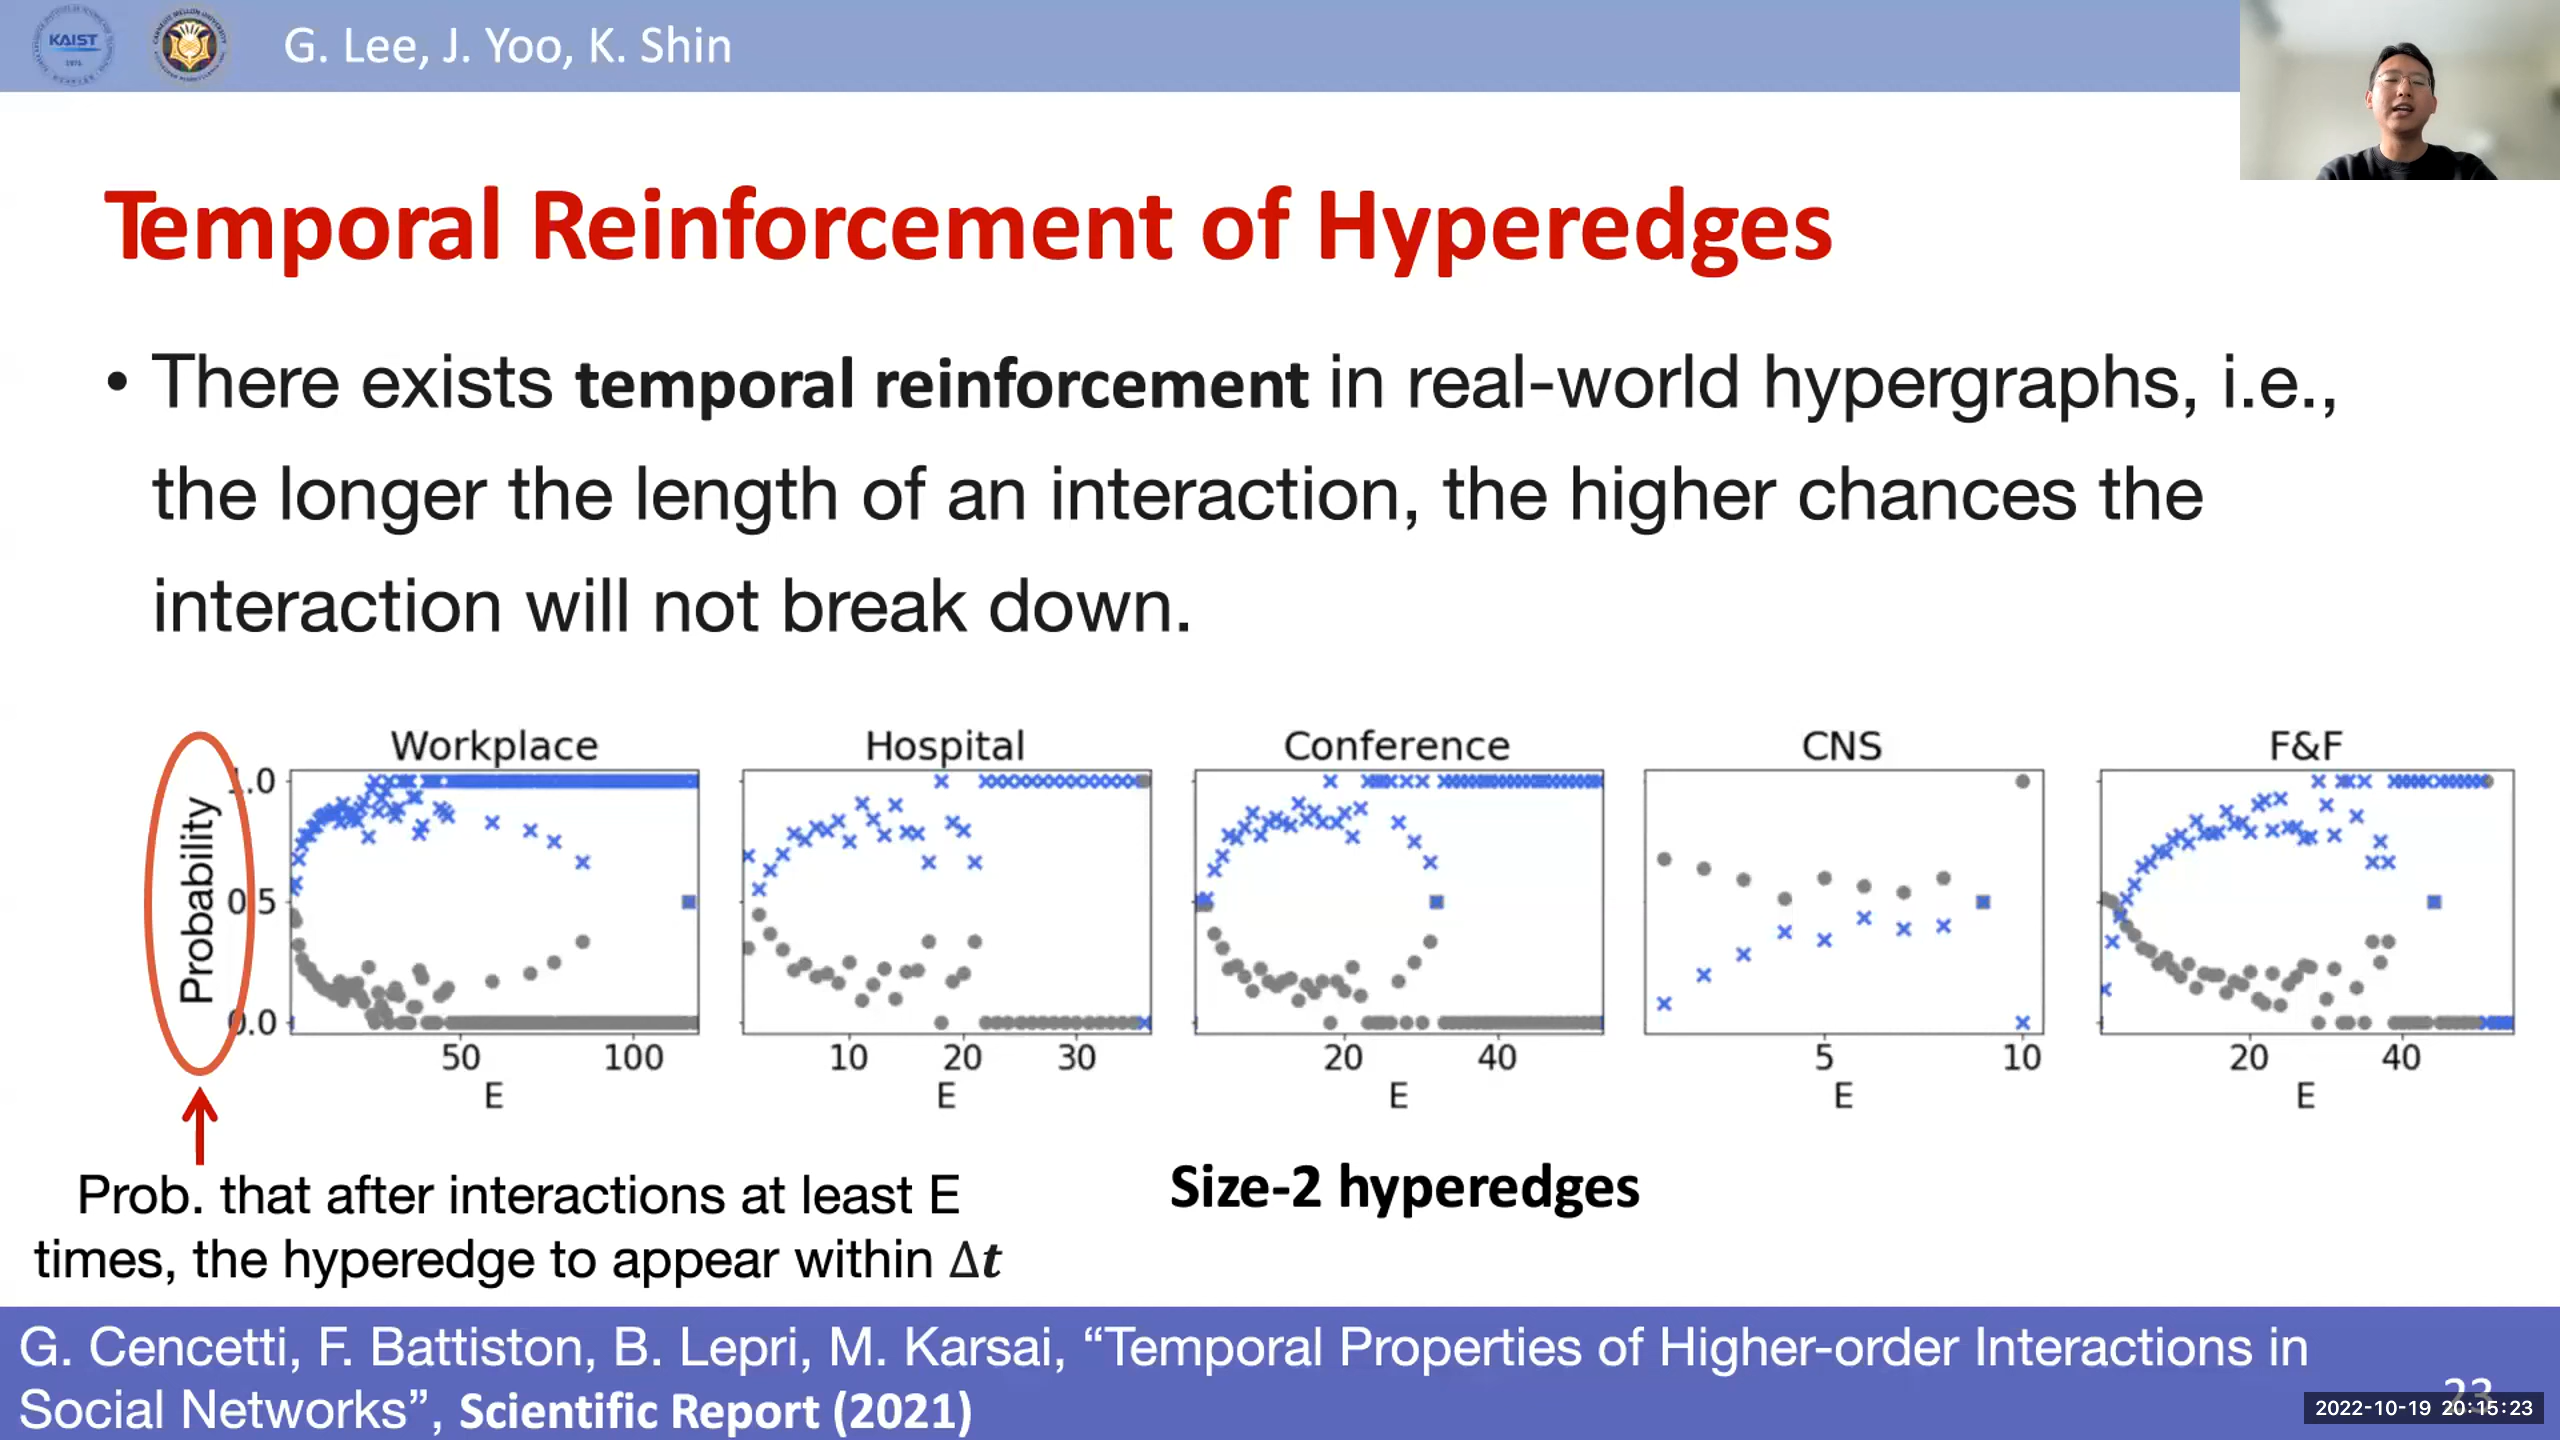 KAIST
G. Lee, J. Yoo, K. Shin
Temporal Reinforcement of Hyperedges
• There exists temporal reinforcement in real-world hypergraphs, i.e.,
the longer the length of an interaction, the higher chances the
interaction will not break down.
Workplace Hospital Conference CNS F&F
Probability
1.0
0.5
0.0
50 100 10 20 30 20 40 5 10 20 40
E E E E E
Prob. that after interactions at least E
times, the hyperedge to appear within Δt
Size-2 hyperedges
G. Cencetti, F. Battiston, B. Lepri, M. Karsai, “Temporal Properties of Higher-order Interactions in
Social Networks”, Scientific Report (2021)
23
2022-10-19 20:15:23